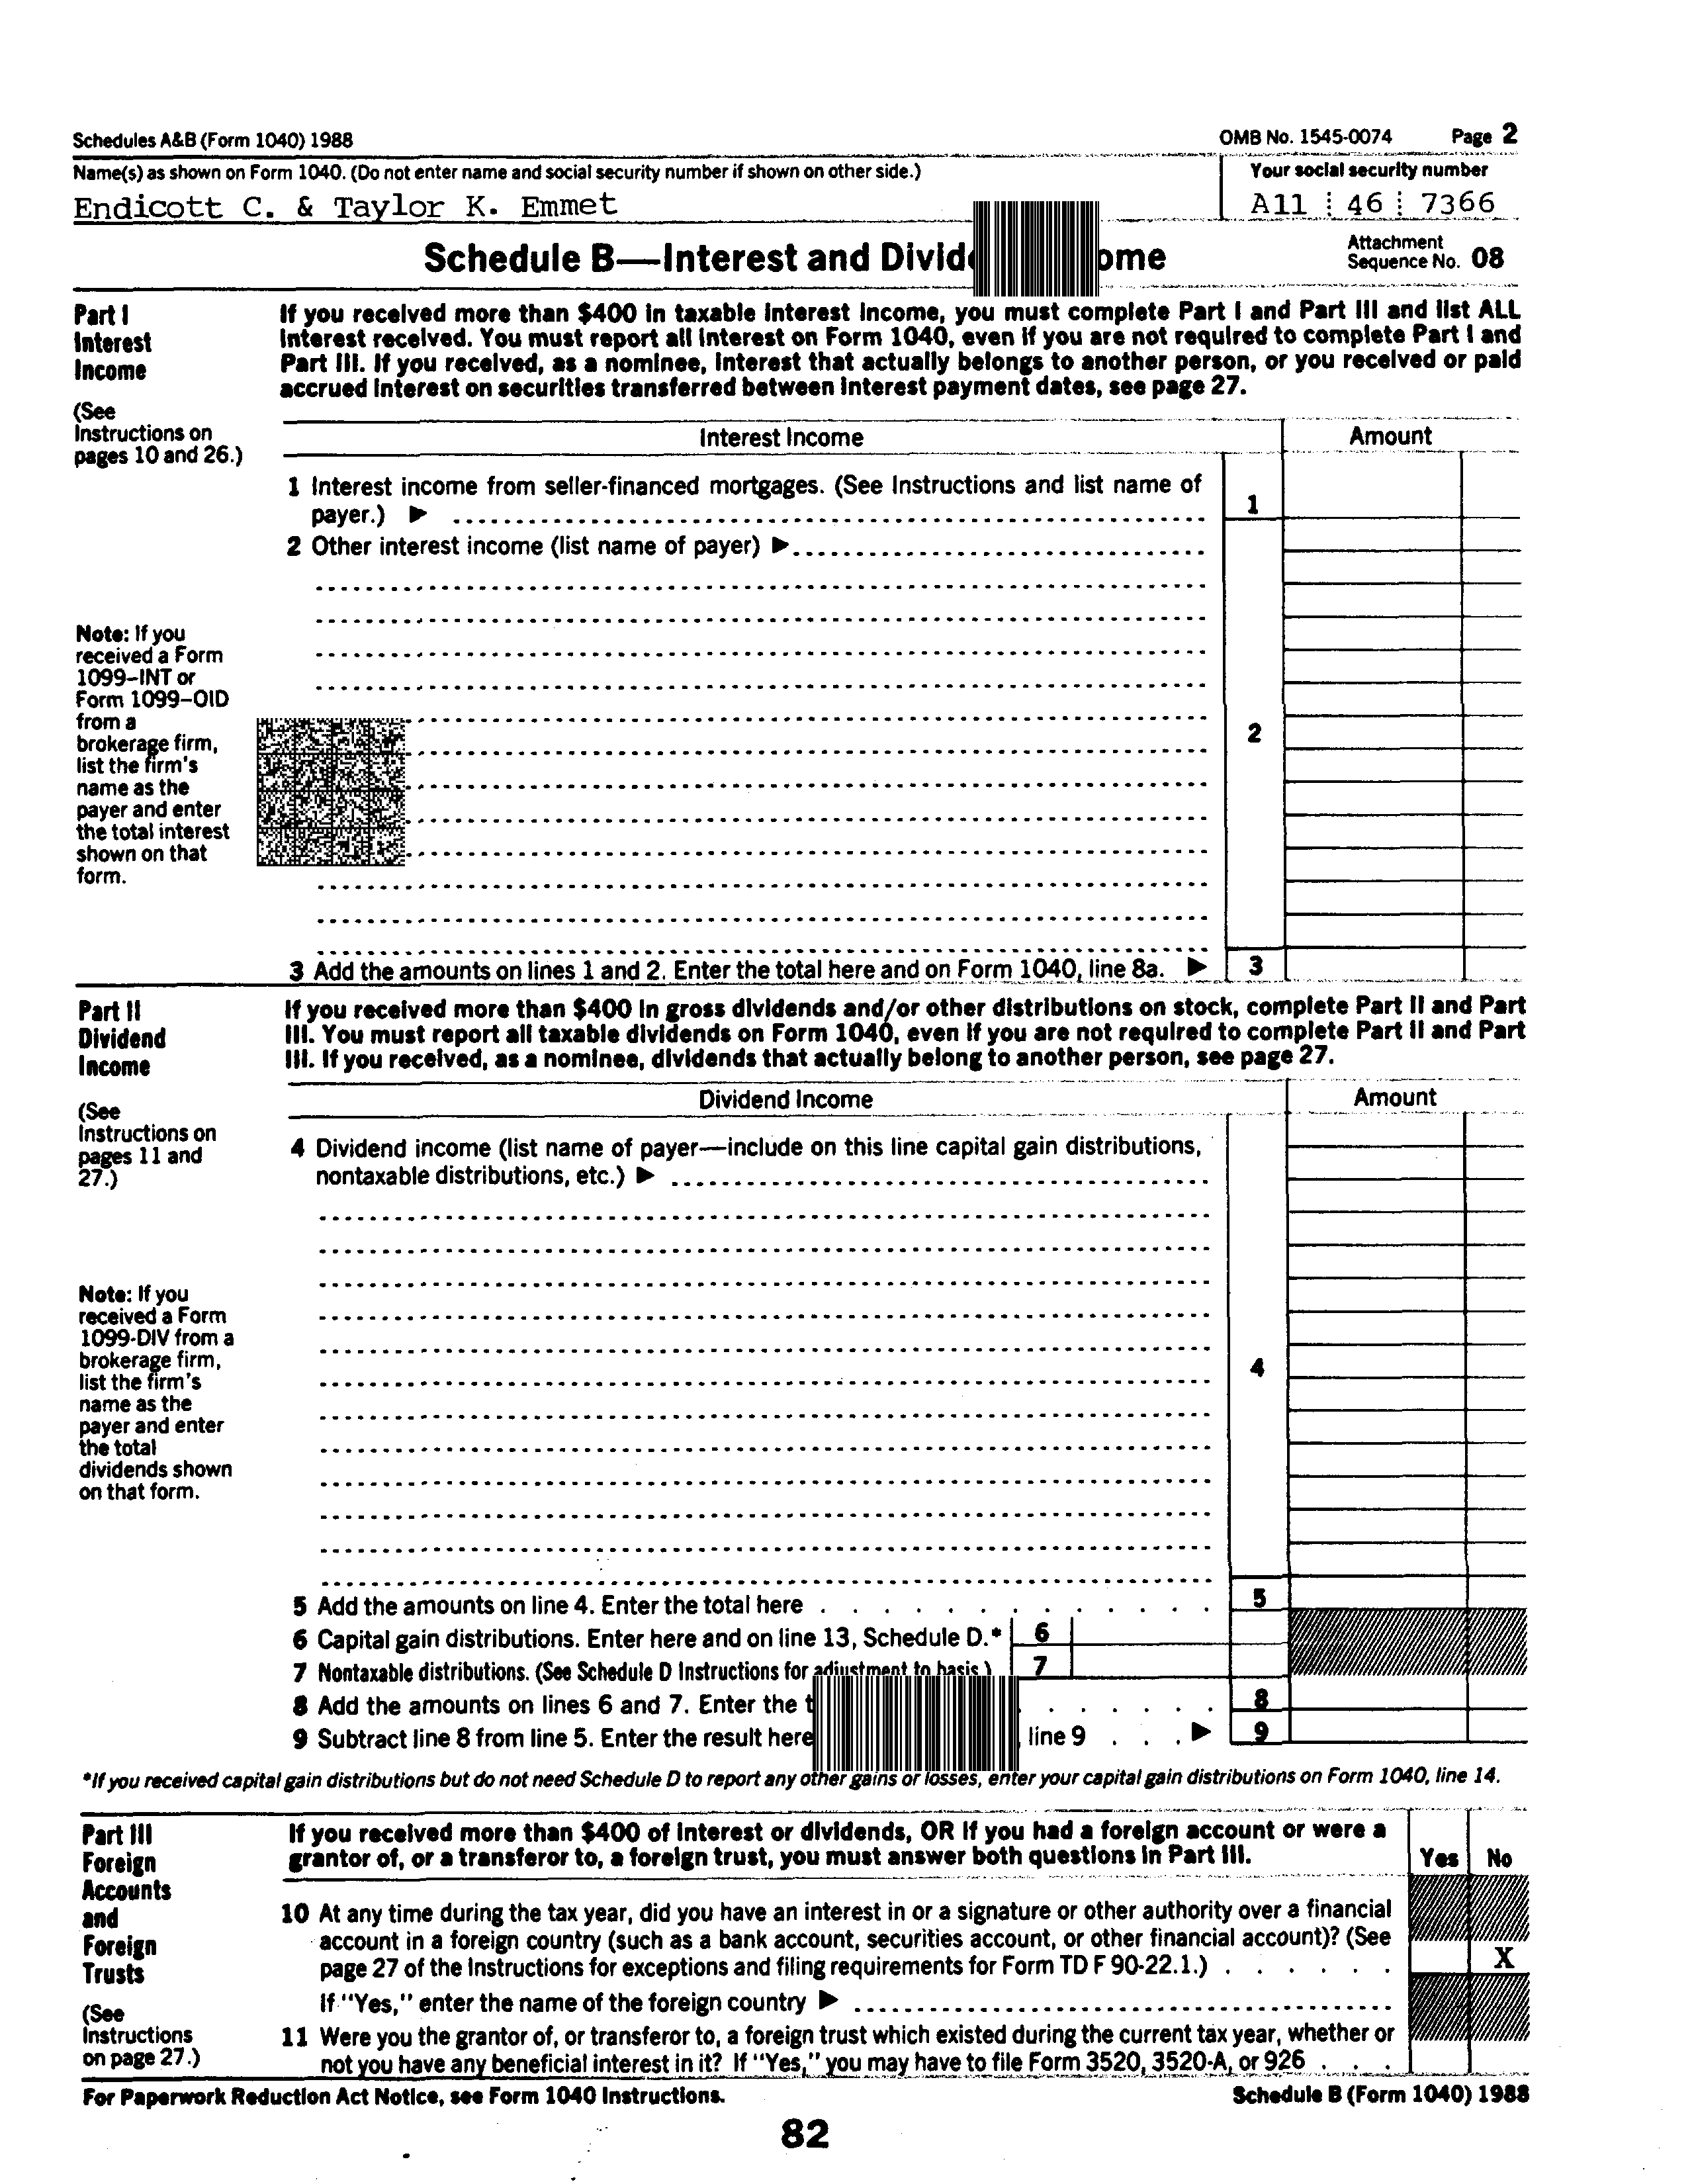 Schedules A&B (Form 1040) 1988 OMB No. 1545-0074 Page 2
Name(s) as shown on Form 1040. (Do not enter name and social security number if shown on other side.) Your social security number
Endicott C. & Taylor K. Emmet A11 46 7366
Schedule B—Interest and Divid ome
Attachment
Sequence No. 08
Part I
Interest
Income
(See
Instructions on
pages 10 and 26.)
If you received more than $400 in taxable interest income, you must complete Part I and Part III and list ALL
interest received. You must report all interest on Form 1040, even if you are not required to complete Part I and
Part III. If you received, as a nominee, interest that actually belongs to another person, or you received or paid
accrued interest on securities transferred between interest payment dates, see page 27.
Interest Income Amount
1 Interest income from seller-financed mortgages. (See Instructions and list name of
payer.) ▶ 1
2 Other interest income (list name of payer) ▶
Note: If you
received a Form
1099–INT or
Form 1099–OID
from a
brokerage firm,
list the firm's
name as the
payer and enter
the total interest
shown on that
form.
2
3 Add the amounts on lines 1 and 2. Enter the total here and on Form 1040, line 8a. ▶ 3
Part II
Dividend
Income
(See
Instructions on
pages 11 and
27.)
If you received more than $400 in gross dividends and/or other distributions on stock, complete Part II and Part
III. You must report all taxable dividends on Form 1040, even if you are not required to complete Part II and Part
III. If you received, as a nominee, dividends that actually belong to another person, see page 27.
Dividend Income Amount
4 Dividend income (list name of payer—include on this line capital gain distributions,
nontaxable distributions, etc.) ▶
Note: If you
received a Form
1099-DIV from a
brokerage firm,
list the firm's
name as the
payer and enter
the total
dividends shown
on that form.
4
5 Add the amounts on line 4. Enter the total here 5
6 Capital gain distributions. Enter here and on line 13, Schedule D.* 6
7 Nontaxable distributions. (See Schedule D Instructions for adjustment to basis.) 7
8 Add the amounts on lines 6 and 7. Enter the 8
9 Subtract line 8 from line 5. Enter the result here line 9 ▶ 9
*If you received capital gain distributions but do not need Schedule D to report any other gains or losses, enter your capital gain distributions on Form 1040, line 14.
Part III
Foreign
Accounts
and
Foreign
Trusts
(See
Instructions
on page 27.)
If you received more than $400 of interest or dividends, OR if you had a foreign account or were a
grantor of, or a transferor to, a foreign trust, you must answer both questions in Part III. Yes No
10 At any time during the tax year, did you have an interest in or a signature or other authority over a financial
account in a foreign country (such as a bank account, securities account, or other financial account)? (See
page 27 of the Instructions for exceptions and filing requirements for Form TD F 90-22.1.) X
If "Yes," enter the name of the foreign country ▶
11 Were you the grantor of, or transferor to, a foreign trust which existed during the current tax year, whether or
not you have any beneficial interest in it? If "Yes," you may have to file Form 3520, 3520-A, or 926
For Paperwork Reduction Act Notice, see Form 1040 Instructions. Schedule B (Form 1040) 1988
82